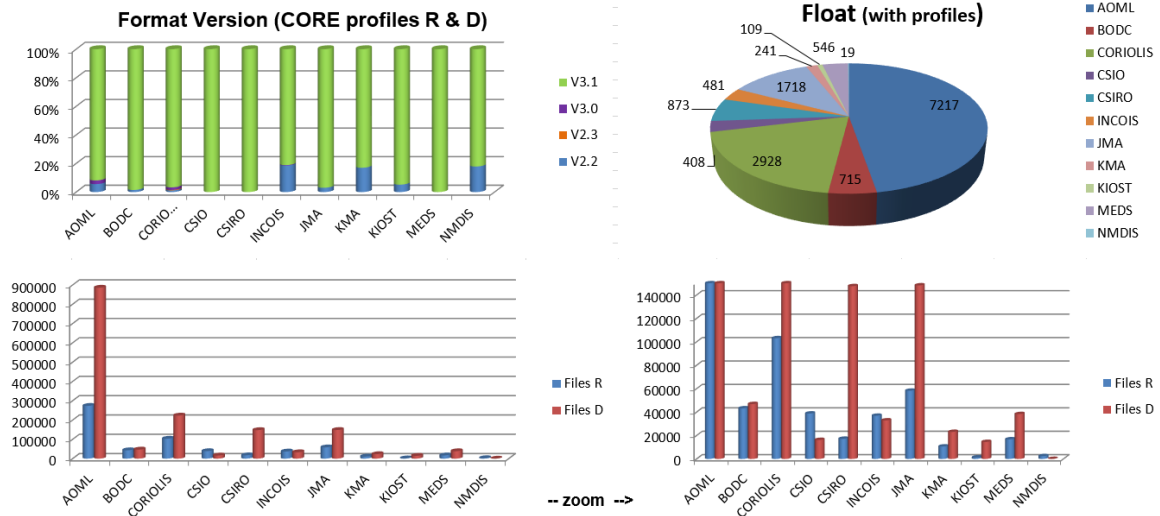 Format Version (CORE profiles R & D)
100%
80%
60%
40%
20%
0%
AOML
BODC
CORIO...
CSIO
CSIRO
INCOIS
JMA
KMA
KIOST
MEDS
NMDIS
V3.1
V3.0
V2.3
V2.2
Float (with profiles)
109
546
19
241
1718
481
7217
873
408
2928
715
AOML
BODC
CORIOLIS
CSIO
CSIRO
INCOIS
JMA
KMA
KIOST
MEDS
NMDIS
900000
800000
700000
600000
500000
400000
300000
200000
100000
0
AOML
BODC
CORIOLIS
CSIO
CSIRO
INCOIS
JMA
KMA
KIOST
MEDS
NMDIS
Files R
Files D
-- zoom -->
140000
120000
100000
80000
60000
40000
20000
0
AOML
BODC
CORIOLIS
CSIO
CSIRO
INCOIS
JMA
KMA
KIOST
MEDS
NMDIS
Files R
Files D